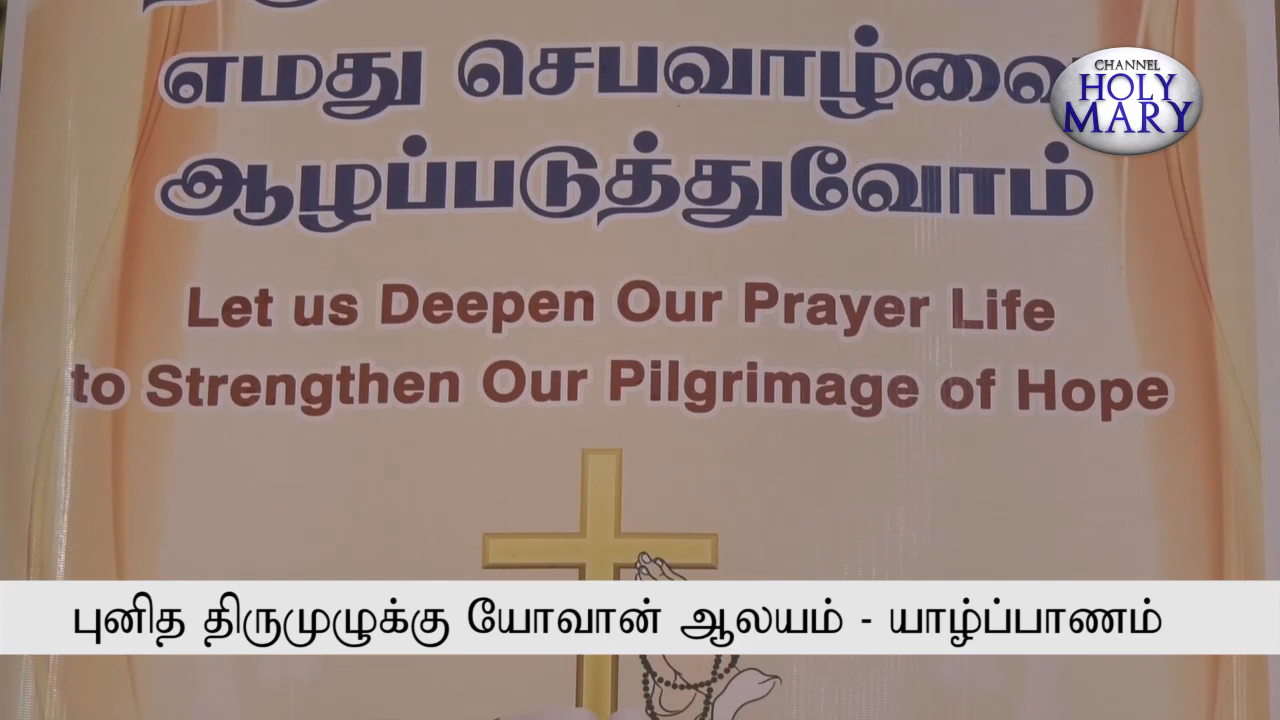 எமது செபவாழ்வை
ஆழப்படுத்துவோம்
Let us Deepen Our Prayer Life
to Strengthen Our Pilgrimage of Hope
CHANNEL
HOLY
MARY
புனித திருமுழுக்கு யோவான் ஆலயம் - யாழ்ப்பாணம்